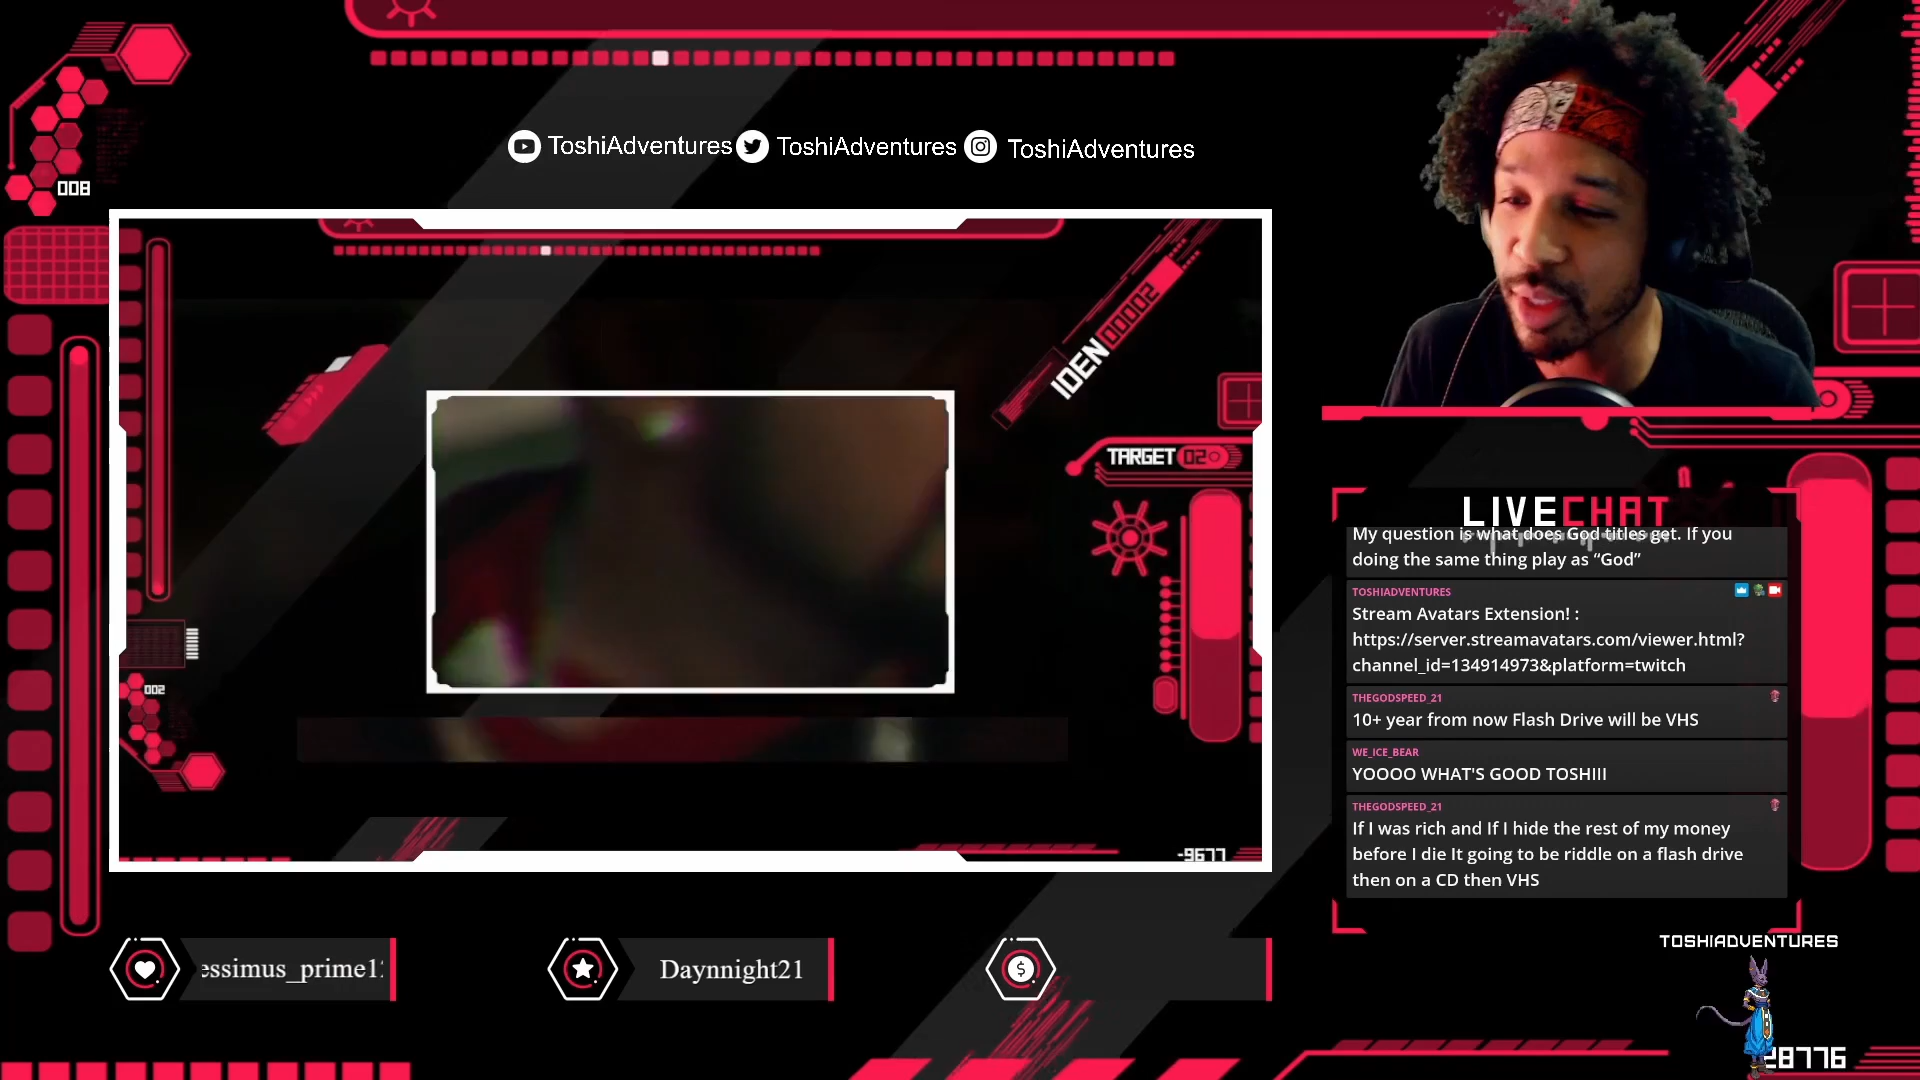 008
ToshiAdventures ToshiAdventures ToshiAdventures
IDEN 00002
TARGET 02
002
-9677
LIVECHAT
My question is what does God titles get. If you
doing the same thing play as “God”
TOSHIADVENTURES
Stream Avatars Extension! :
https://server.streamavatars.com/viewer.html?
channel_id=134914973&platform=twitch
THEGODSPEED_21
10+ year from now Flash Drive will be VHS
WE_ICE_BEAR
YOOOO WHAT'S GOOD TOSHIII
THEGODSPEED_21
If I was rich and If I hide the rest of my money
before I die It going to be riddle on a flash drive
then on a CD then VHS
TOSHIADVENTURES
essimus_prime1
Daynnight21
$
28776